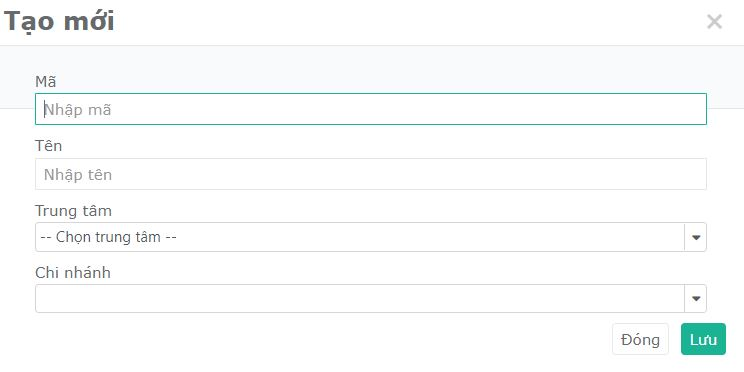 Tạo mới
×
Mã
Nhập mã
Tên
Nhập tên
Trung tâm
-- Chọn trung tâm --
Chi nhánh
Đóng Lưu